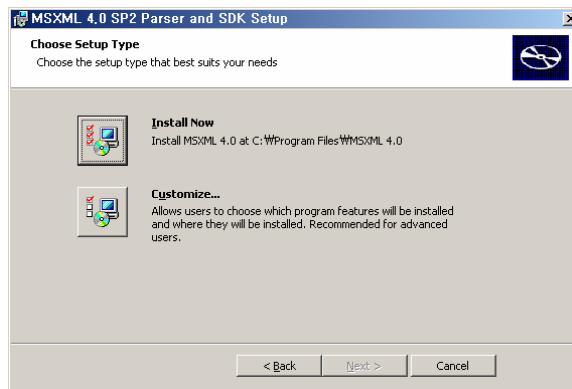 MSXML 4.0 SP2 Parser and SDK Setup
Choose Setup Type
Choose the setup type that best suits your needs
Install Now
Install MSXML 4.0 at C:₩Program Files₩MSXML 4.0
Customize...
Allows users to choose which program features will be installed
and where they will be installed. Recommended for advanced
users.
< Back
Next >
Cancel